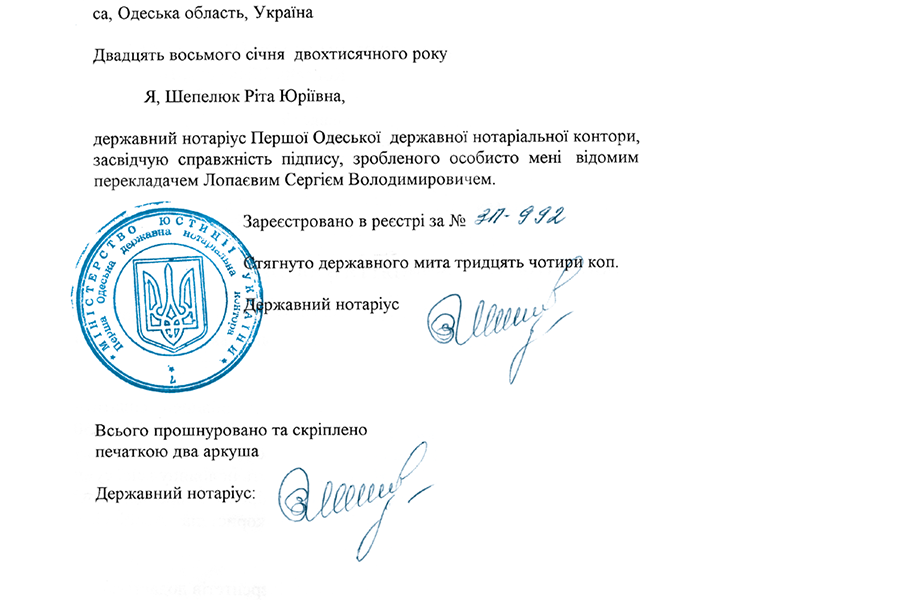 са, Одеська область, Україна
Двадцять восьмого січня двохтисячного року
Я, Шепелюк Ріта Юріївна,
державний нотаріус Першої Одеської державної нотаріальної контори,
засвідчую справжність підпису, зробленого особисто мені відомим
перекладачем Лопаєвим Сергієм Володимировичем.
Зареєстровано в реєстрі за № 3П-992
Стягнуто державного мита тридцять чотири коп.
Державний нотаріус
* МІНІСТЕРСТВО ЮСТИЦІЇ УКРАЇНИ *
Перша Одеська державна нотаріальна контора
* 7
Всього прошнуровано та скріплено
печаткою два аркуша
Державний нотаріус: